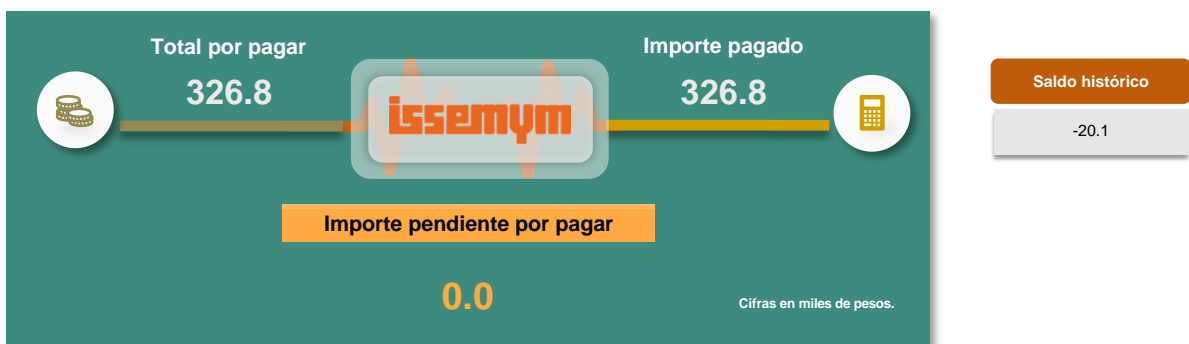 Total por pagar
326.8
issemym
Importe pagado
326.8
Importe pendiente por pagar
0.0
Cifras en miles de pesos.
Saldo histórico
-20.1